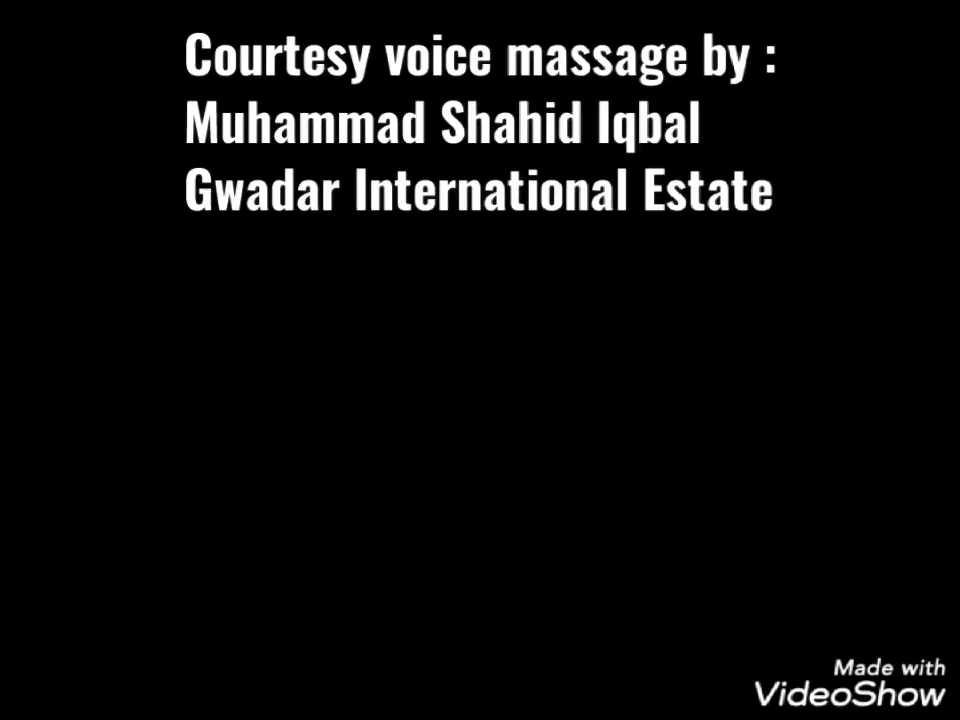 Courtesy voice massage by :
Muhammad Shahid Iqbal
Gwadar International Estate
Made with
VideoShow